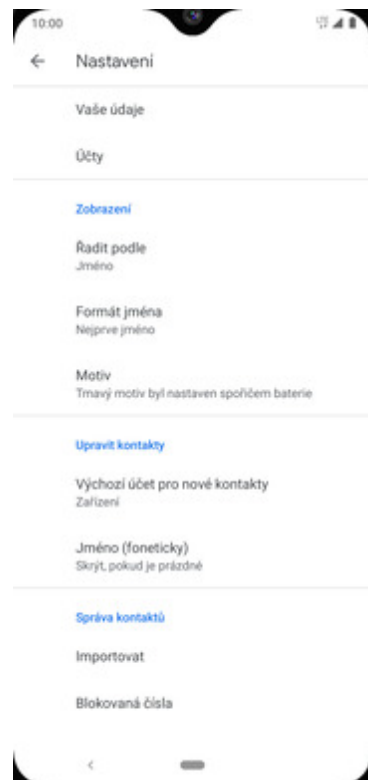 10:00
Nastavení
Vaše údaje
Účty
Zobrazení
Řadit podle
Jméno
Formát jména
Nejprve jméno
Motiv
Tmavý motiv byl nastaven spořičem baterie
Upravit kontakty
Výchozí účet pro nové kontakty
Zařízení
Jméno (foneticky)
Skrýt, pokud je prázdné
Správa kontaktů
Importovat
Blokovaná čísla